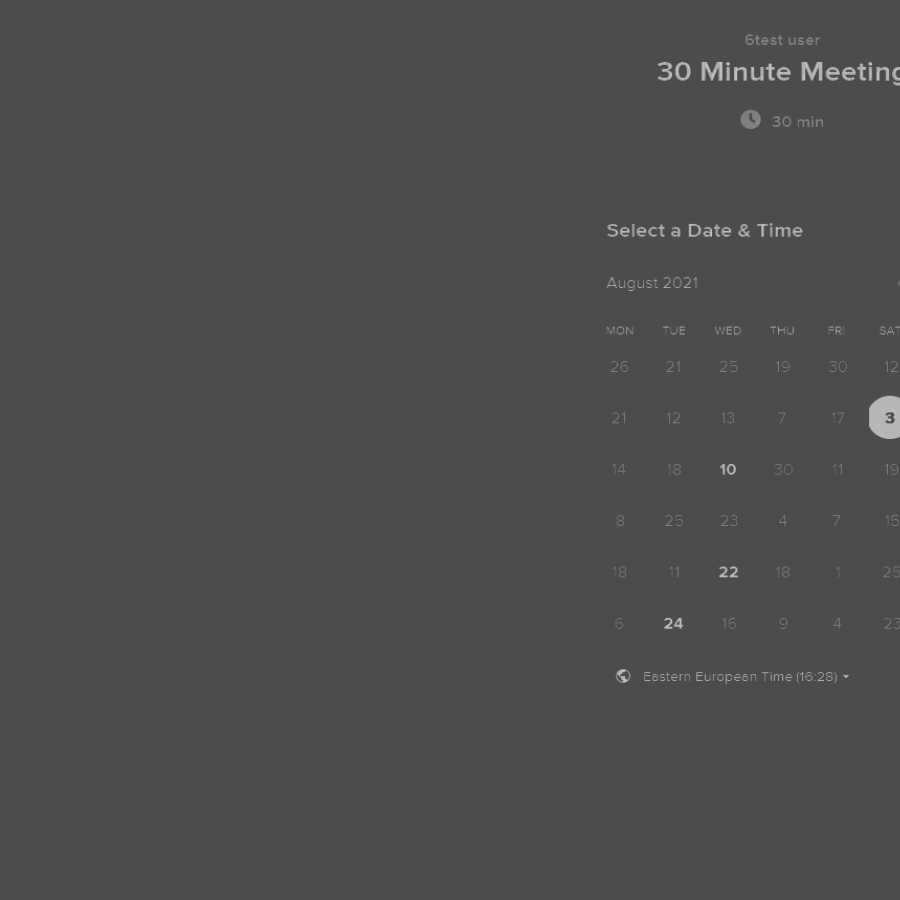 6test user
30 Minute Meeting
30 min
Select a Date & Time
August 2021
MON TUE WED THU FRI SAT
26 21 25 19 30 12
21 12 13 7 17 3
14 18 10 30 11 19
8 25 23 4 7 15
18 11 22 18 1 25
6 24 16 9 4 23
Eastern European Time (16:28)